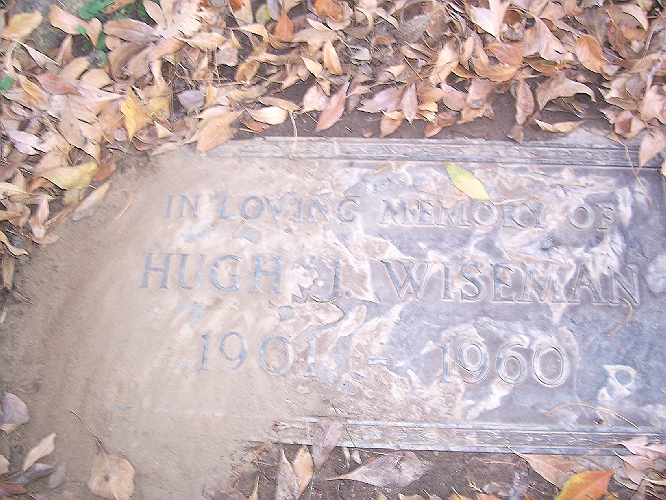 IN LOVING MEMORY OF
HUGH J. WISEMAN
1901 - 1960